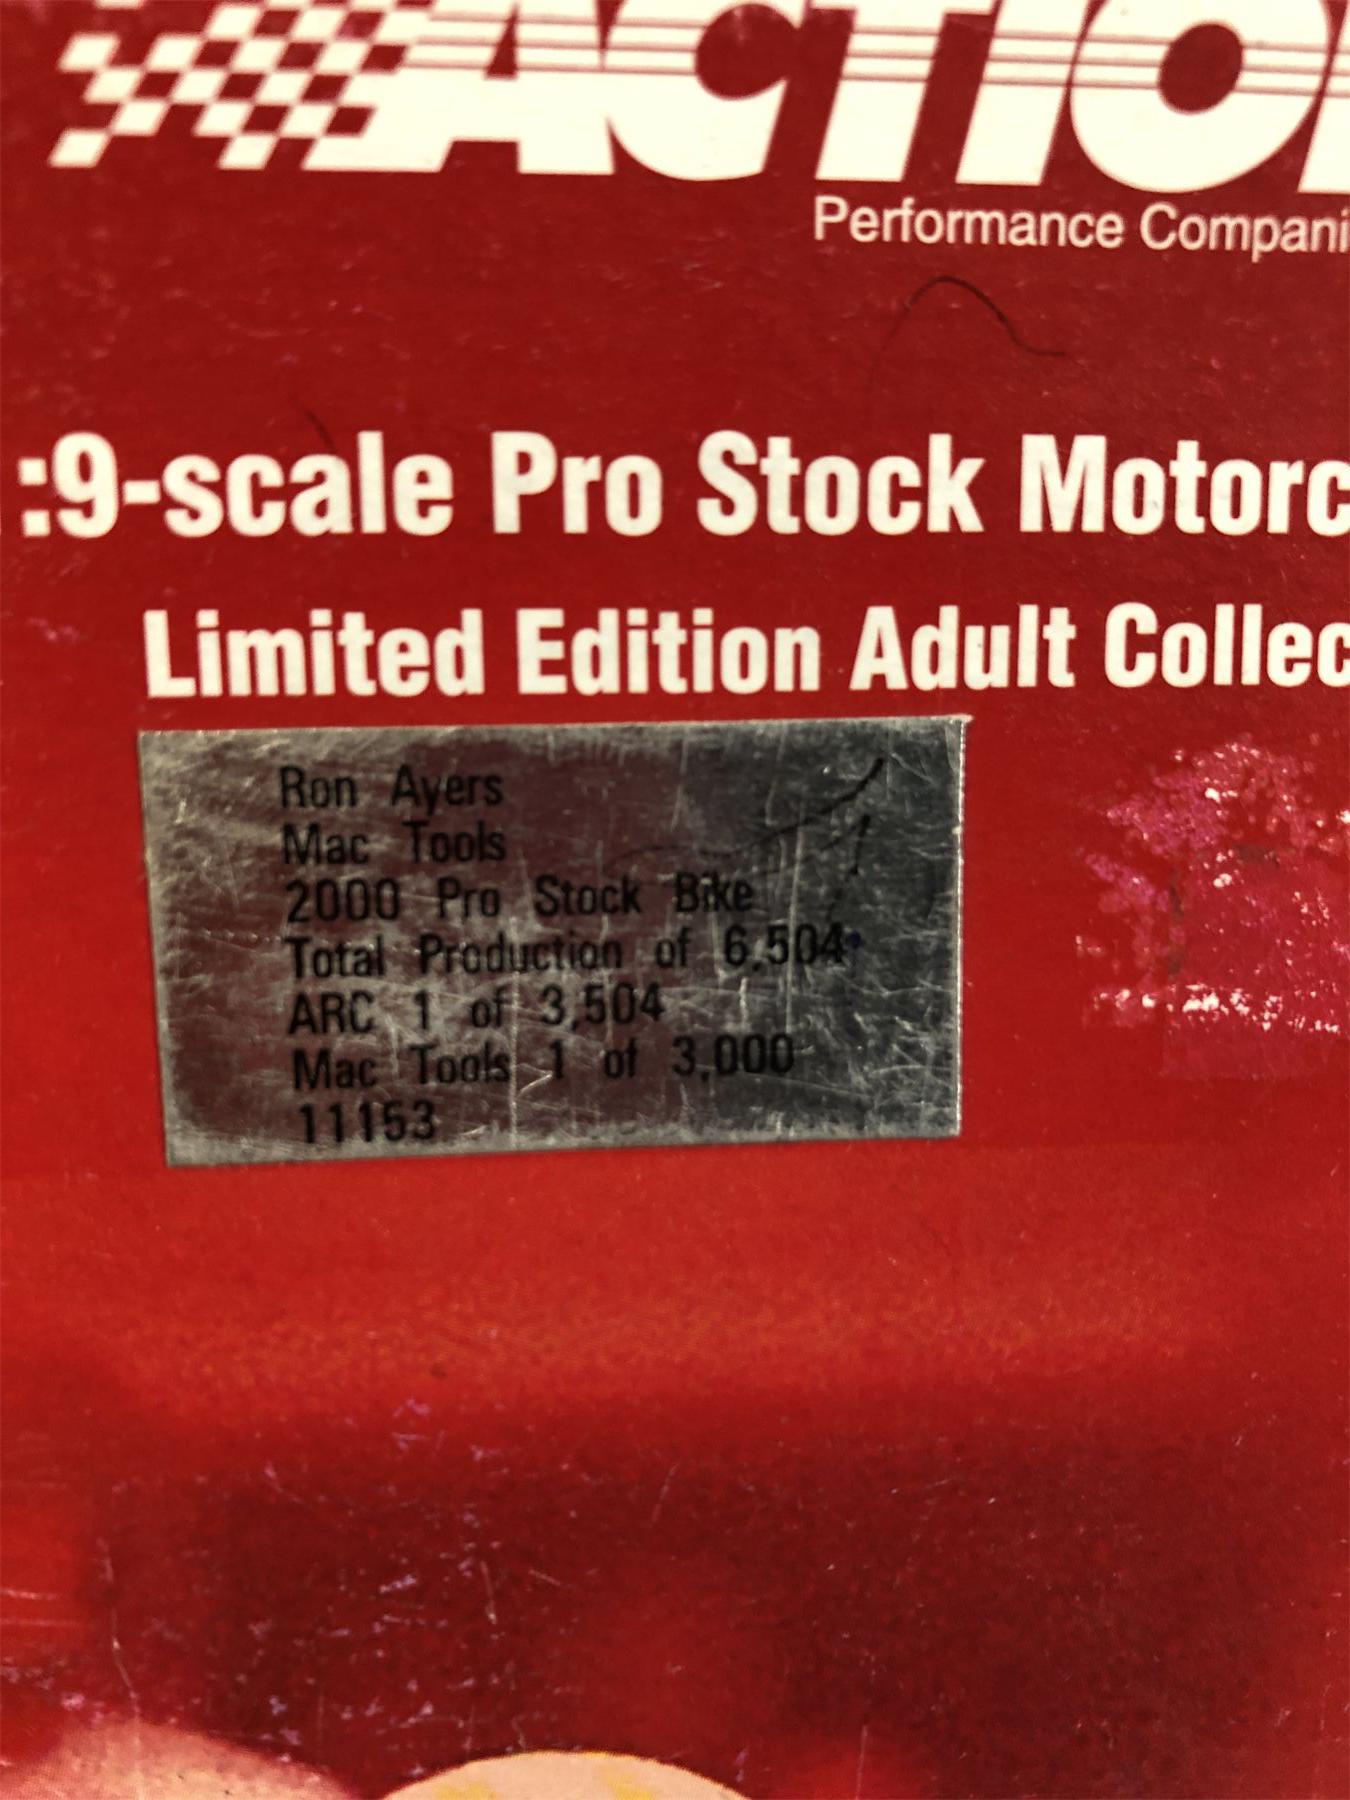 ACTIO
Performance Compani
:9-scale Pro Stock Motorc
Limited Edition Adult Collec
Ron Ayers
Mac Tools
2000 Pro Stock Bike
Total Production of 6,504
ARC 1 of 3,504
Mac Tools 1 of 3,000
11153